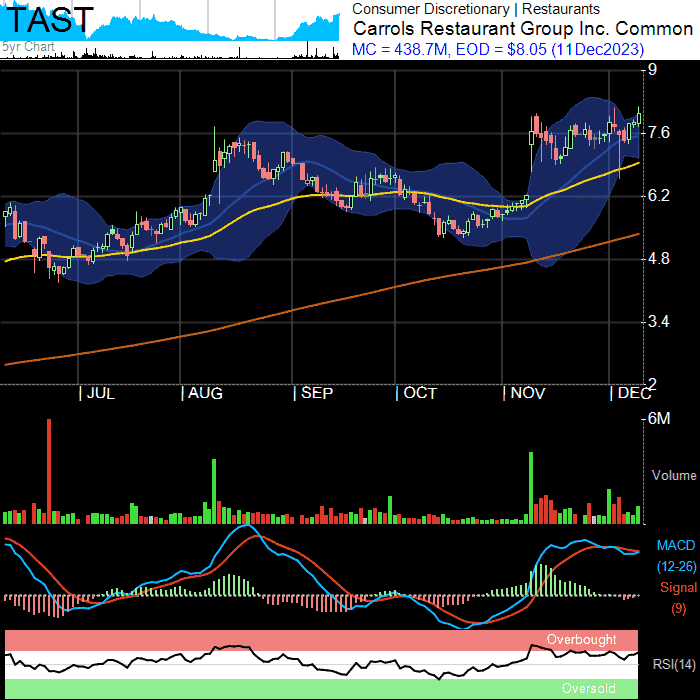 TAST
5yr Chart
Consumer Discretionary | Restaurants
Carrols Restaurant Group Inc. Common
MC = 438.7M, EOD = $8.05 (11Dec2023)
9
7.6
6.2
4.8
3.4
2
|JUL |AUG |SEP |OCT |NOV |DEC
6M
Volume
MACD
(12-26)
Signal
(9)
Overbought
RSI(14)
Oversold